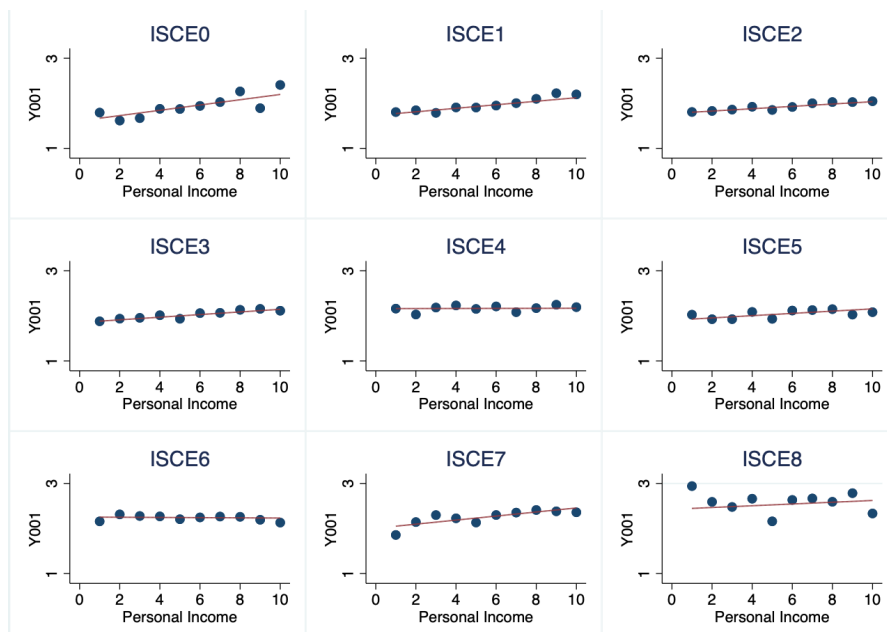 ISCE0
3
Y001
1
0 2 4 6 8 10
Personal Income
ISCE1
3
Y001
1
0 2 4 6 8 10
Personal Income
ISCE2
3
Y001
1
0 2 4 6 8 10
Personal Income
ISCE3
3
Y001
1
0 2 4 6 8 10
Personal Income
ISCE4
3
Y001
1
0 2 4 6 8 10
Personal Income
ISCE5
3
Y001
1
0 2 4 6 8 10
Personal Income
ISCE6
3
Y001
1
0 2 4 6 8 10
Personal Income
ISCE7
3
Y001
1
0 2 4 6 8 10
Personal Income
ISCE8
3
Y001
1
0 2 4 6 8 10
Personal Income